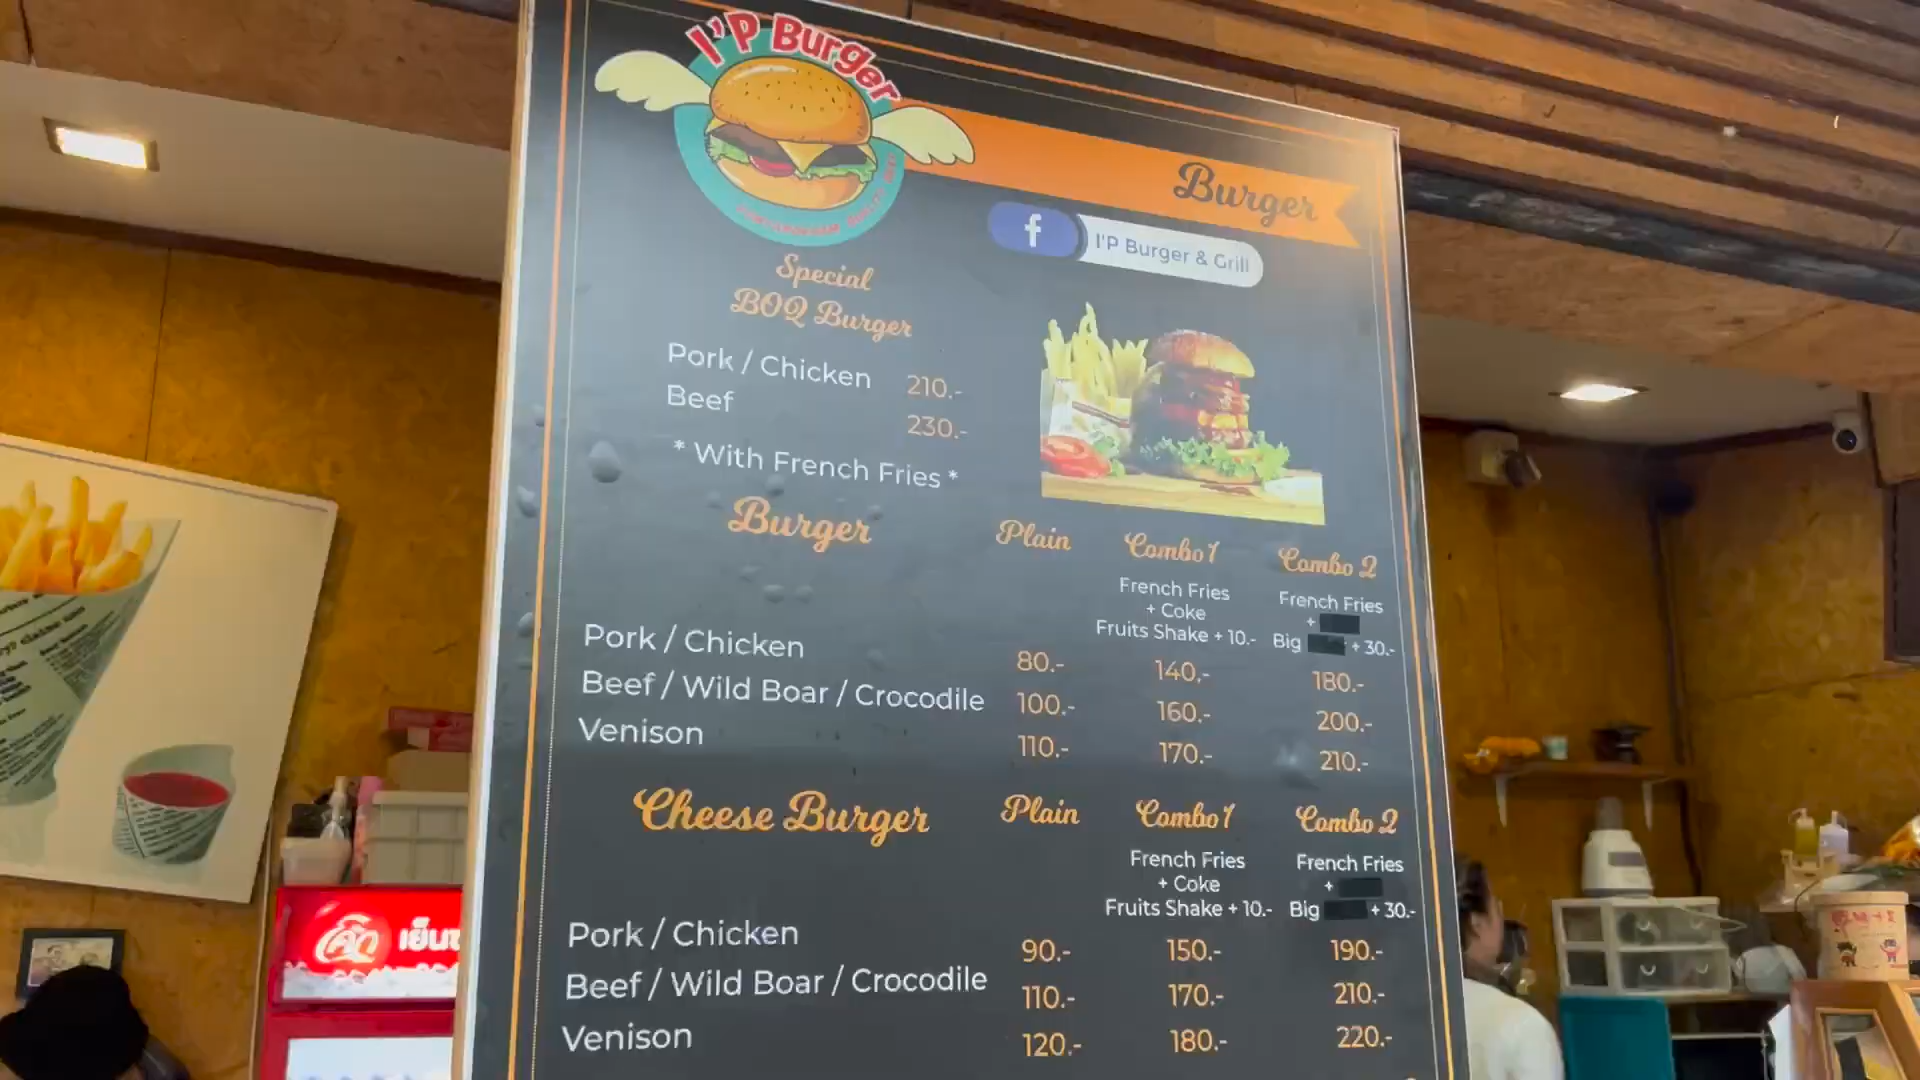 I'P Burger
Burger
f
I'P Burger & Grill
Special
BOQ Burger
Pork / Chicken 210.-
Beef 230.-
* With French Fries *
Burger Plain Combo 1 Combo 2
French Fries French Fries
+ Coke +
Fruits Shake + 10.- Big + 30.-
Pork / Chicken 80.- 140.- 180.-
Beef / Wild Boar / Crocodile 100.- 160.- 200.-
Venison 110.- 170.- 210.-
Cheese Burger Plain Combo 1 Combo 2
French Fries French Fries
+ Coke +
Fruits Shake + 10.- Big + 30.-
Pork / Chicken 90.- 150.- 190.-
Beef / Wild Boar / Crocodile 110.- 170.- 210.-
Venison 120.- 180.- 220.-